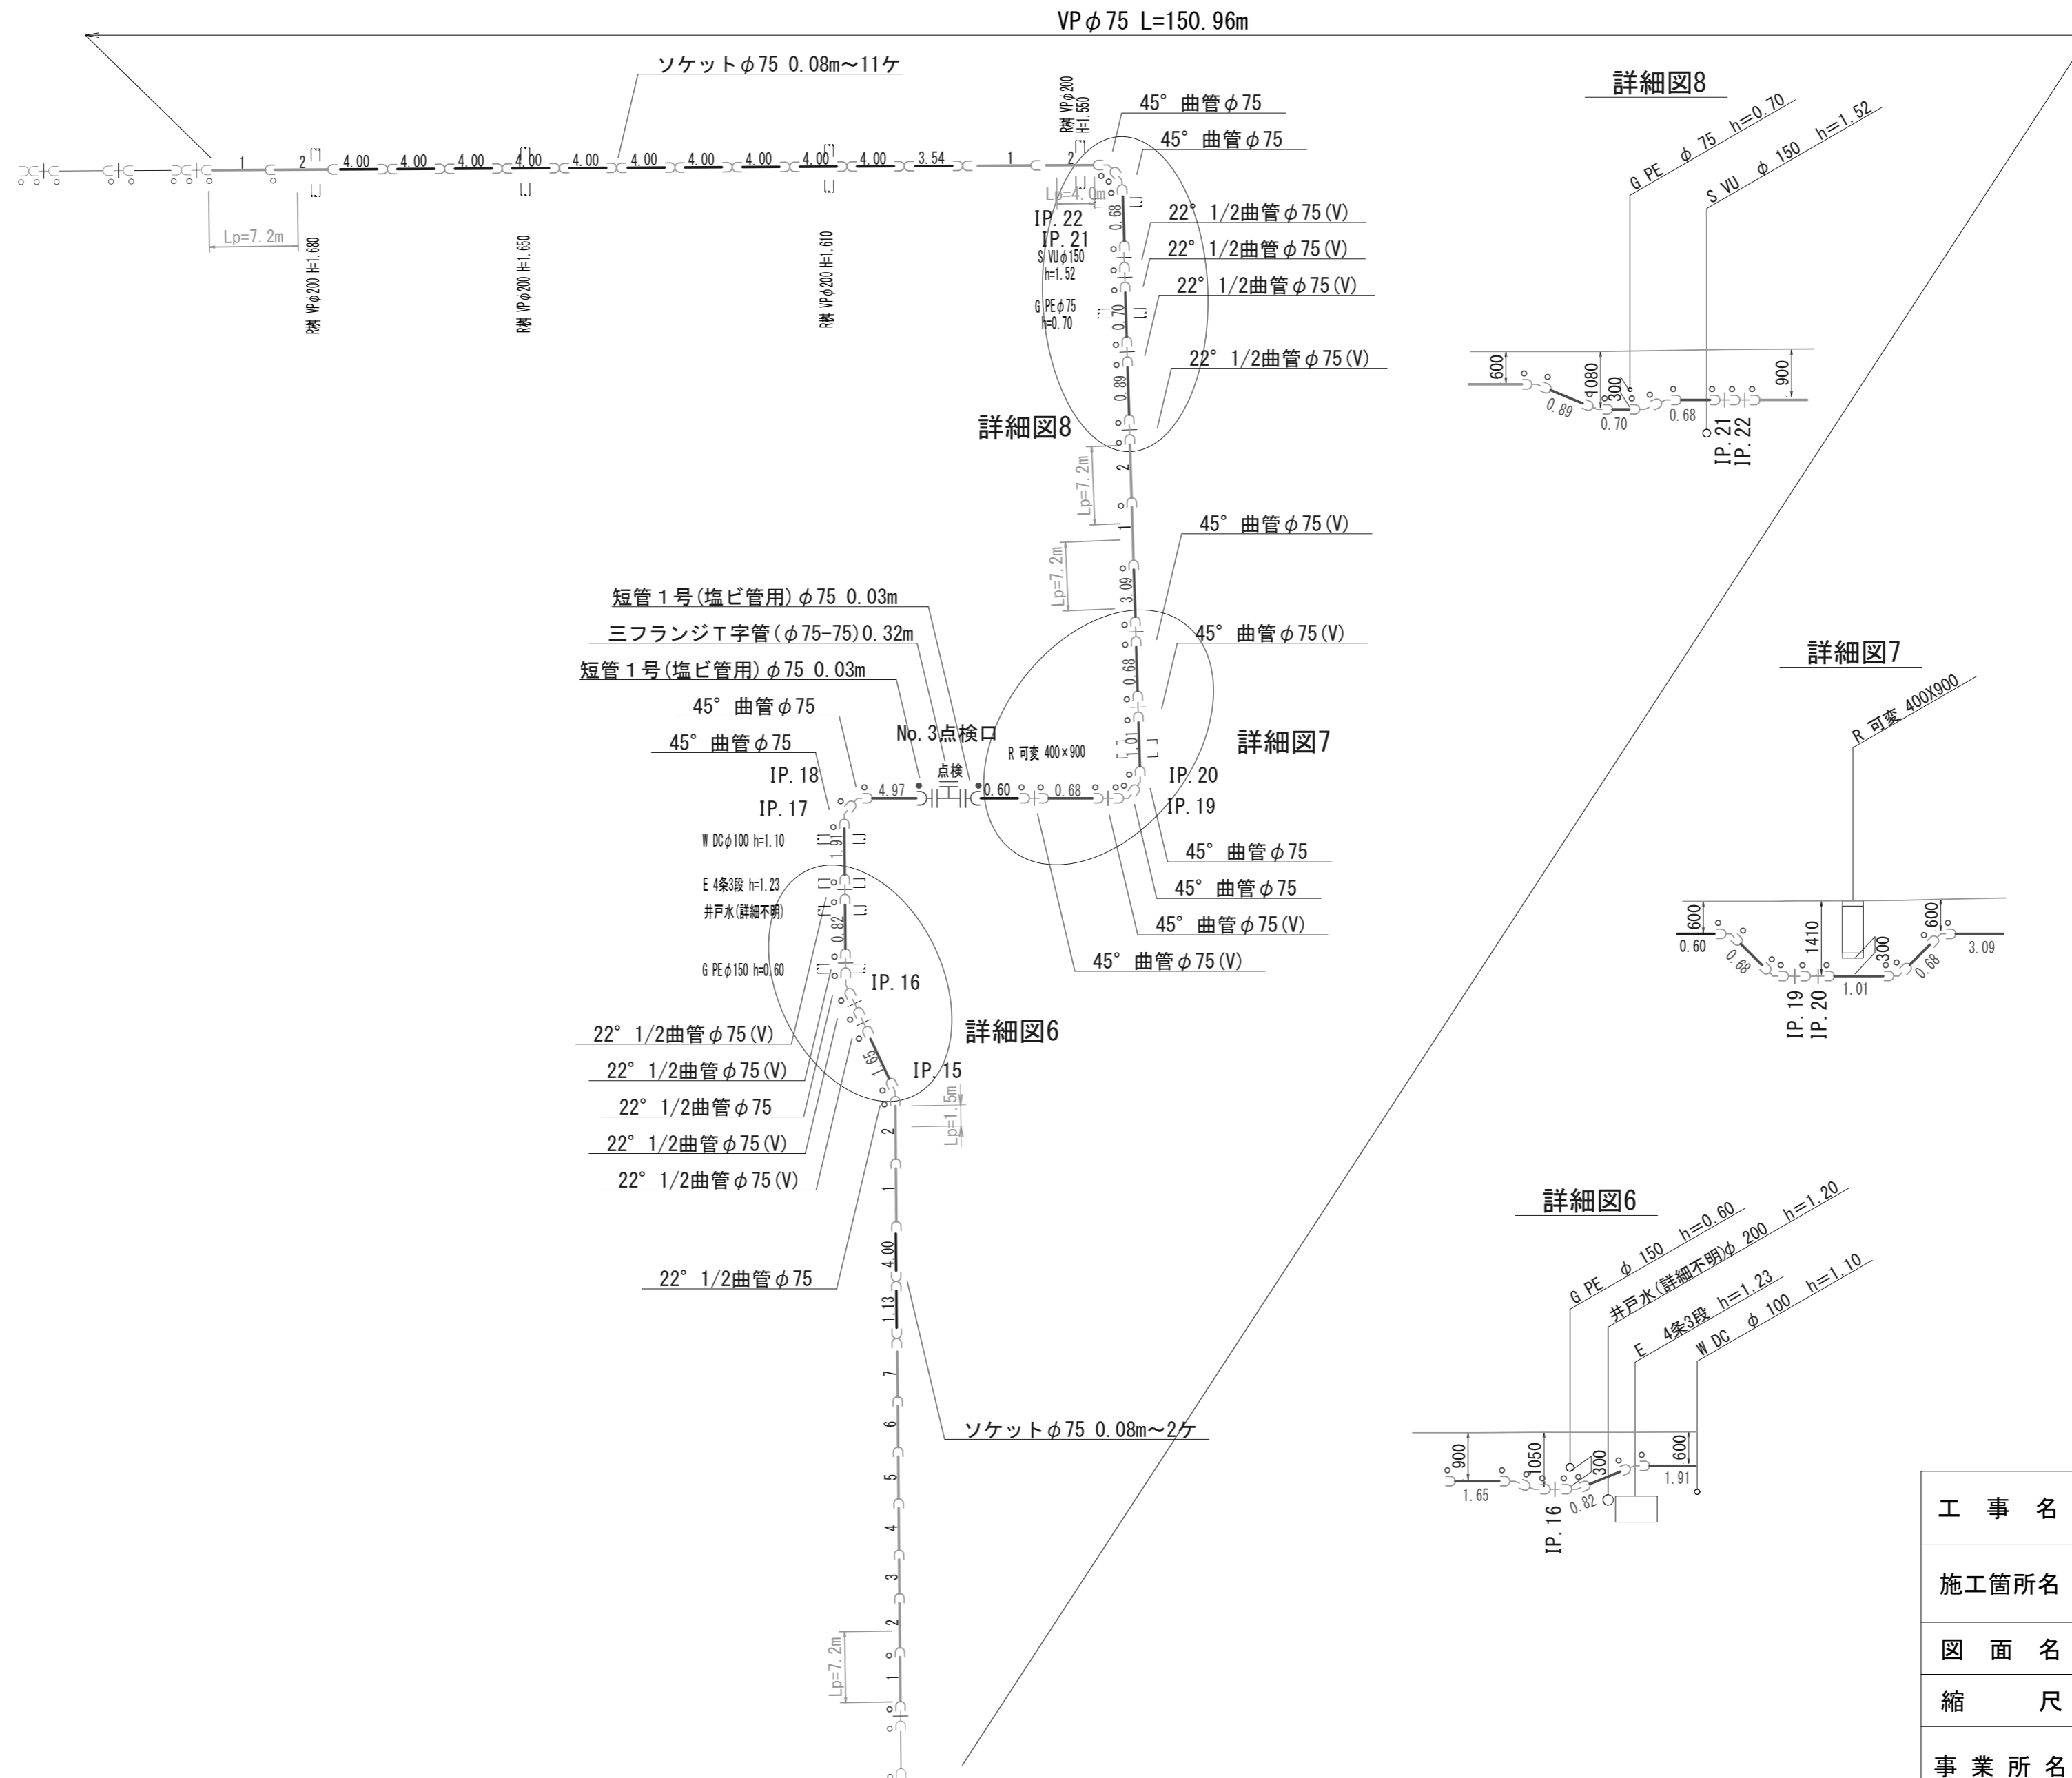 VPφ75 L=150.96m
ソケットφ75 0.08m～11ケ
R桝 VPφ200
H=1.550
45° 曲管φ75
45° 曲管φ75
1
2
4.00
4.00
4.00
4.00
4.00
4.00
4.00
4.00
4.00
4.00
3.54
1
2
Lp=7.2m
Lp=4.0m
R桝 VPφ200 H=1.680
R桝 VPφ200 H=1.650
R桝 VPφ200 H=1.610
IP.22
IP.21
S VUφ150
h=1.52
G PEφ75
h=0.70
0.68
22° 1/2曲管φ75(V)
22° 1/2曲管φ75(V)
22° 1/2曲管φ75(V)
0.70
22° 1/2曲管φ75(V)
0.89
詳細図8
2
Lp=7.2m
1
Lp=7.2m
3.09
45° 曲管φ75(V)
45° 曲管φ75(V)
0.68
1.01
詳細図7
短管１号(塩ビ管用)φ75 0.03m
三フランジＴ字管(φ75-75)0.32m
短管１号(塩ビ管用)φ75 0.03m
45° 曲管φ75
45° 曲管φ75
No.3点検口
点検
R 可変 400×900
IP.18
IP.17
4.97
0.60
0.68
IP.20
IP.19
45° 曲管φ75
45° 曲管φ75
45° 曲管φ75(V)
45° 曲管φ75(V)
W DCφ100 h=1.10
1.91
E 4条3段 h=1.23
井戸水(詳細不明)
0.82
G PEφ150 h=0.60
IP.16
詳細図6
22° 1/2曲管φ75(V)
22° 1/2曲管φ75(V)
22° 1/2曲管φ75
22° 1/2曲管φ75(V)
22° 1/2曲管φ75(V)
1.65
IP.15
Lp=1.5m
2
1
22° 1/2曲管φ75
4.00
1.13
ソケットφ75 0.08m～2ケ
7
6
5
4
3
2
1
Lp=7.2m
詳細図8
G PE φ 75 h=0.70
S VU φ 150 h=1.52
600
1080
300
900
0.89
0.70
0.68
IP.21
IP.22
詳細図7
R 可変 400X900
600
1410
300
600
0.60
0.68
1.01
0.68
3.09
IP.19
IP.20
詳細図6
G PE φ 150 h=0.60
井戸水(詳細不明)φ 200 h=1.20
E 4条3段 h=1.23
W DC φ 100 h=1.10
900
1050
300
600
1.65
0.82
1.91
IP.16
工 事 名
施工箇所名
図 面 名
縮 尺
事 業 所 名